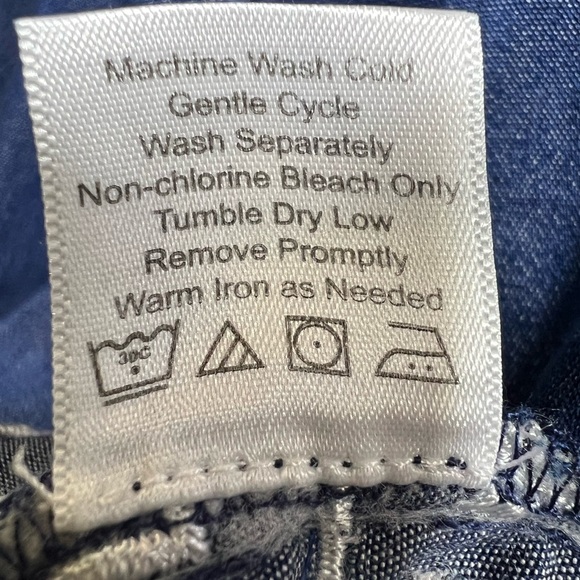 Machine Wash Cold
Gentle Cycle
Wash Separately
Non-chlorine Bleach Only
Tumble Dry Low
Remove Promptly
Warm Iron as Needed
30C